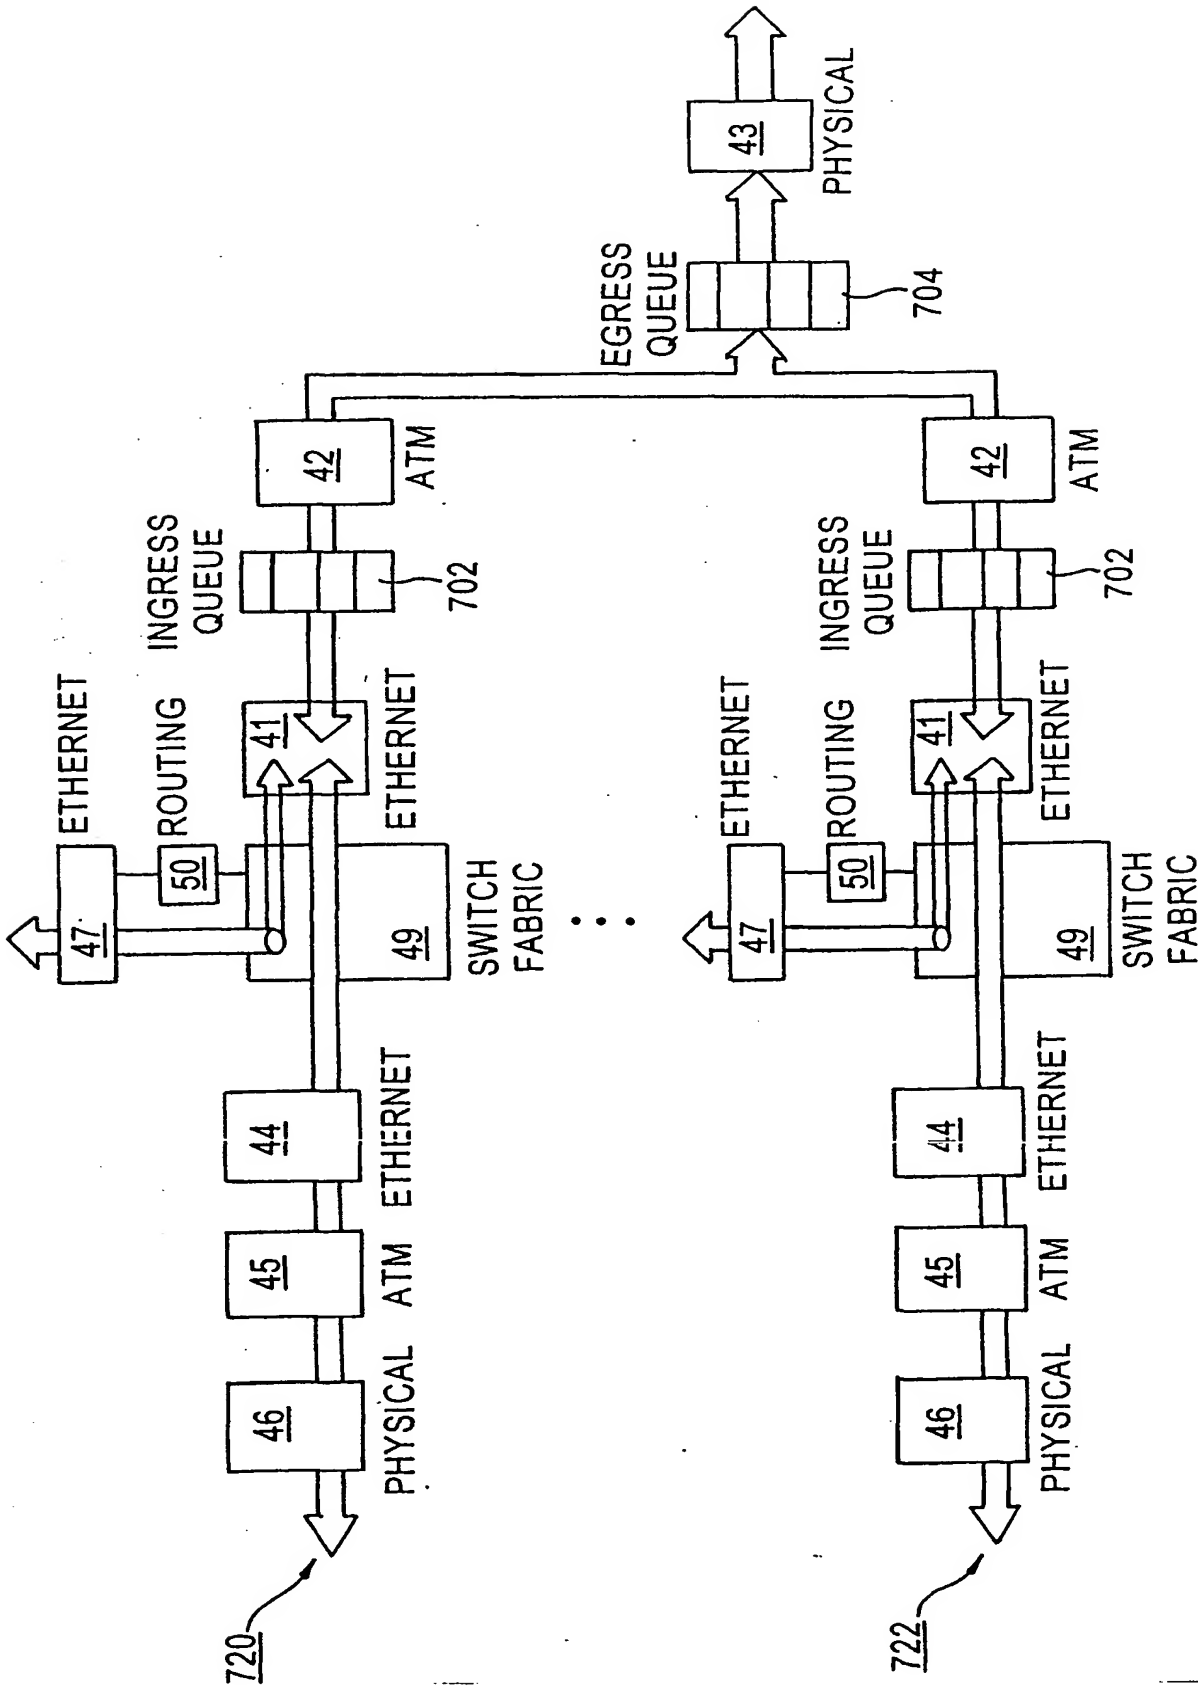 720
46
PHYSICAL
45
ATM
44
ETHERNET
49
SWITCH
FABRIC
47
ETHERNET
50
ROUTING
41
ETHERNET
INGRESS
QUEUE
702
42
ATM
EGRESS
QUEUE
704
43
PHYSICAL
722
46
PHYSICAL
45
ATM
44
ETHERNET
49
SWITCH
FABRIC
47
ETHERNET
50
ROUTING
41
ETHERNET
INGRESS
QUEUE
702
42
ATM